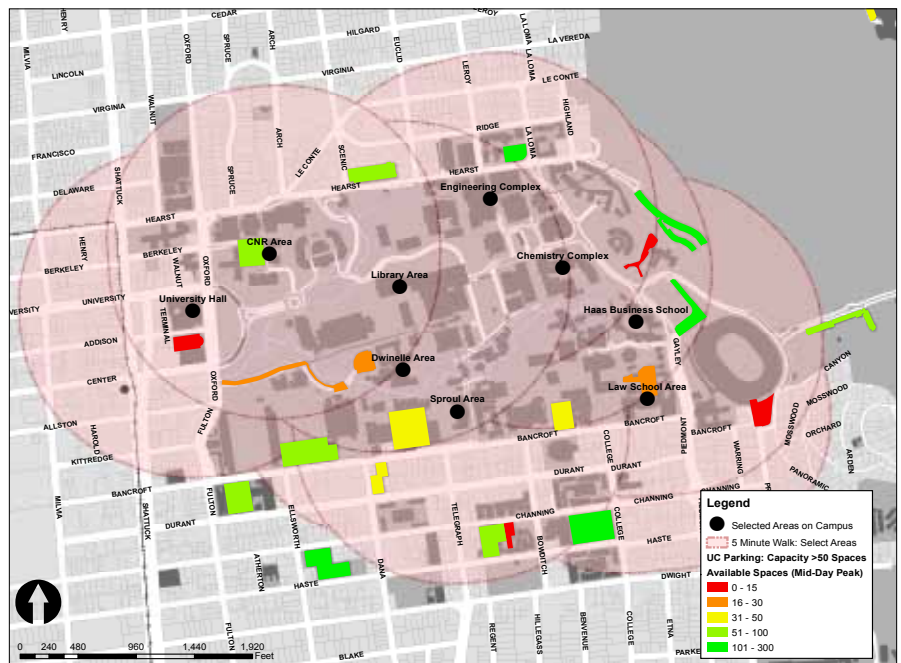 CEDAR
LEROY
HENRY
OXFORD
SPRUCE
ARCH
HILGARD
EUCLID
LEROY
LA LOMA
LA LOMA
LA VEREDA
MILVIA
LINCOLN
VIRGINIA
LE CONTE
VIRGINIA
WALNUT
HIGHLAND
RIDGE
ARCH
LE CONTE
SCENIC
LA LOMA
FRANCISCO
SHATTUCK
SPRUCE
HEARST
DELAWARE
HEARST
Engineering Complex
HEARST
HENRY
BERKELEY
CNR Area
BERKELEY
WALNUT
OXFORD
Chemistry Complex
Library Area
UNIVERSITY
University Hall
VERSITY
Haas Business School
TERMINAL
ADDISON
GAYLEY
CANYON
CENTER
OXFORD
Dwinelle Area
Law School Area
MOSSWOOD
Sproul Area
ALLSTON
HAROLD
FULTON
BANCROFT
COLLEGE
PIEDMONT
BANCROFT
WARRING
MOSSWOOD
ORCHARD
KITTREDGE
ARDEN
DURANT
DURANT
PANORAMIC
BANCROFT
CHANNING
CHANNING
MILVIA
SHATTUCK
FULTON
ELLSWORTH
DURANT
TELEGRAPH
CHANNING
BOWDITCH
COLLEGE
HASTE
ATHERTON
HASTE
DANA
DWIGHT
FULTON
REGENT
HILLEGASS
BENVENUE
COLLEGE
ETNA
BLAKE
PARKE
Legend
Selected Areas on Campus
5 Minute Walk: Select Areas
UC Parking: Capacity >50 Spaces
Available Spaces (Mid-Day Peak)
0 - 15
16 - 30
31 - 50
51 - 100
101 - 300
0 240 480 960 1,440 1,920
Feet